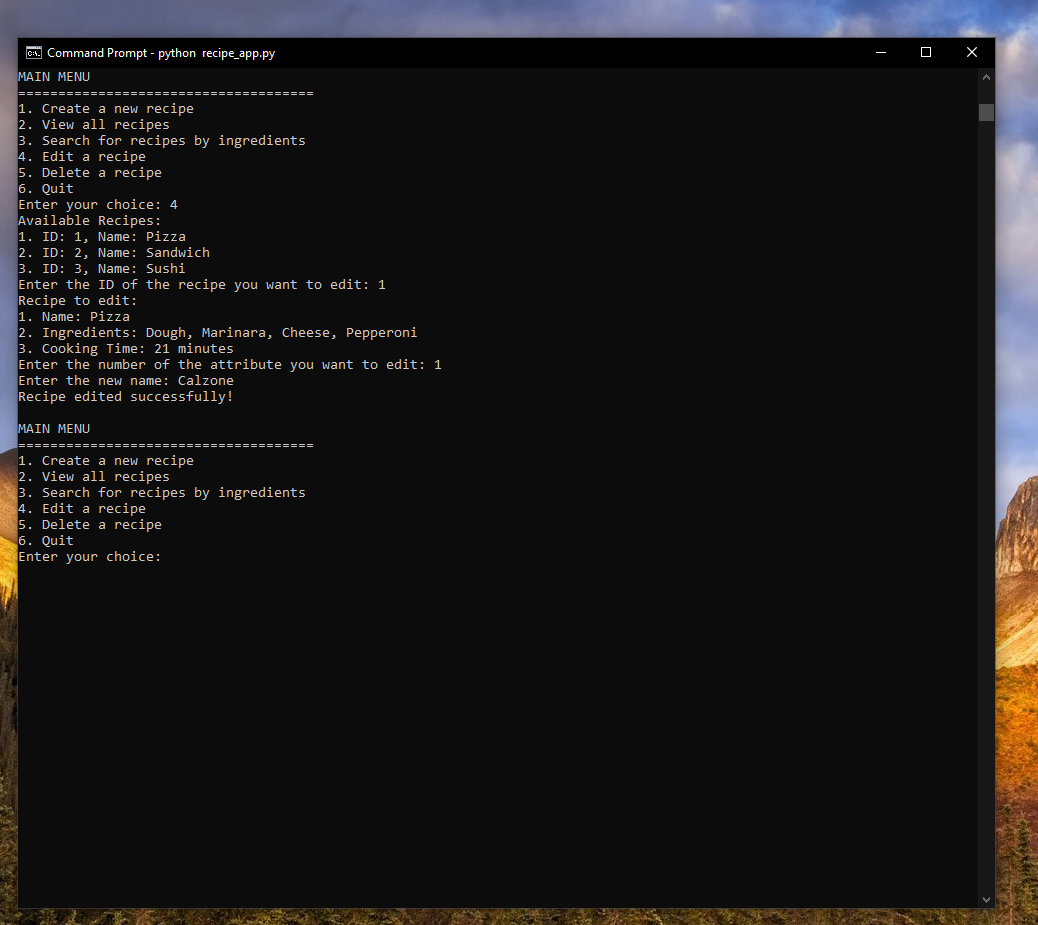 Command Prompt - python  recipe_app.py
MAIN MENU
=====================================
1. Create a new recipe
2. View all recipes
3. Search for recipes by ingredients
4. Edit a recipe
5. Delete a recipe
6. Quit
Enter your choice: 4
Available Recipes:
1. ID: 1, Name: Pizza
2. ID: 2, Name: Sandwich
3. ID: 3, Name: Sushi
Enter the ID of the recipe you want to edit: 1
Recipe to edit:
1. Name: Pizza
2. Ingredients: Dough, Marinara, Cheese, Pepperoni
3. Cooking Time: 21 minutes
Enter the number of the attribute you want to edit: 1
Enter the new name: Calzone
Recipe edited successfully!

MAIN MENU
=====================================
1. Create a new recipe
2. View all recipes
3. Search for recipes by ingredients
4. Edit a recipe
5. Delete a recipe
6. Quit
Enter your choice: